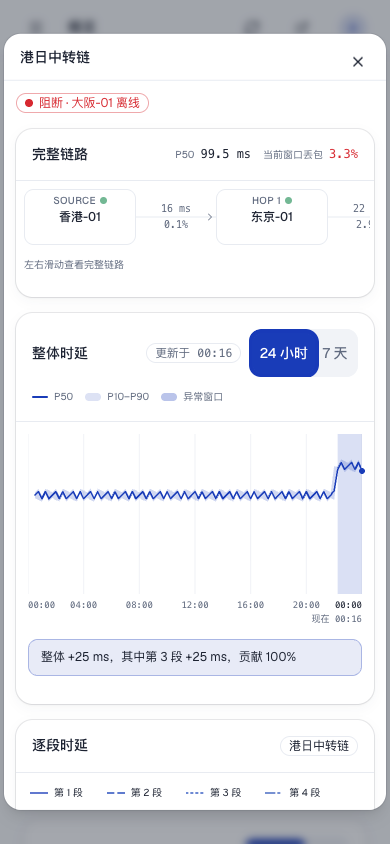 港日中转链
阻断·大阪-01 离线
完整链路 P50 99.5 ms 当前窗口丢包 3.3%
SOURCE
香港-01
16 ms
0.1%
HOP 1
东京-01
22
左右滑动查看完整链路
整体时延 更新于 00:16 24 小时 7 天
P50 P10–P90 异常窗口
00:00 04:00 08:00 12:00 16:00 20:00 00:00
现在 00:16
整体 +25 ms，其中第 3 段 +25 ms，贡献 100%
逐段时延 港日中转链
第 1 段 第 2 段 第 3 段 第 4 段